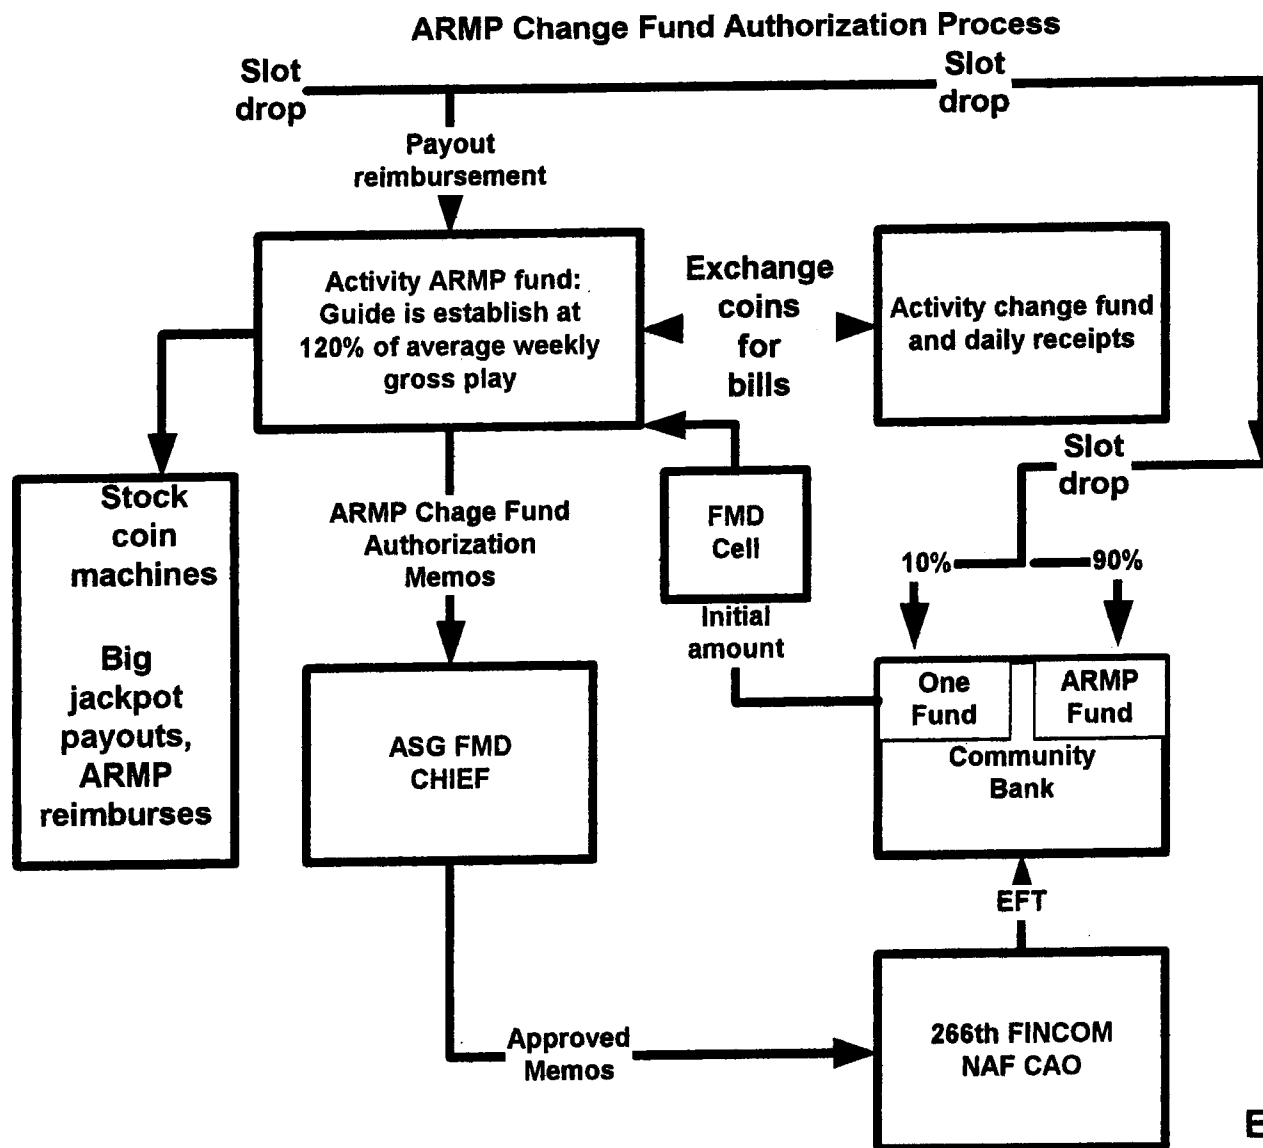 ARMP Change Fund Authorization Process
Slot
drop
Slot
drop
Payout
reimbursement
Activity ARMP fund:
Guide is establish at
120% of average weekly
gross play
Exchange
coins
for
bills
Activity change fund
and daily receipts
Slot
drop
Stock
coin
machines
Big
jackpot
payouts,
ARMP
reimburses
ARMP Chage Fund
Authorization
Memos
FMD
Cell
Initial
amount
10%
90%
One
Fund
ARMP
Fund
Community
Bank
ASG FMD
CHIEF
EFT
Approved
Memos
266th FINCOM
NAF CAO
E